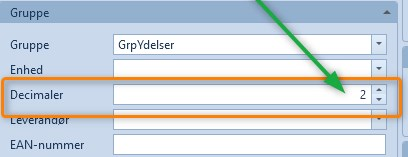 Gruppe
Gruppe GrpYdelser
Enhed
Decimaler 2
Leverandør
EAN-nummer